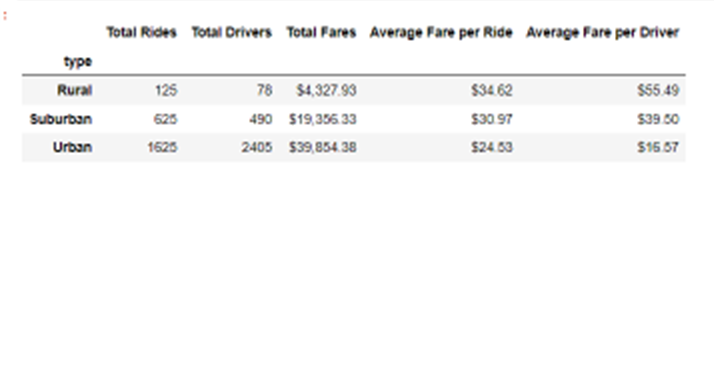 Total Rides Total Drivers Total Fares Average Fare per Ride Average Fare per Driver
type
Rural 125 78 $4,327.93 $34.62 $55.49
Suburban 625 490 $19,356.33 $30.97 $39.50
Urban 1625 2405 $39,854.38 $24.53 $16.57